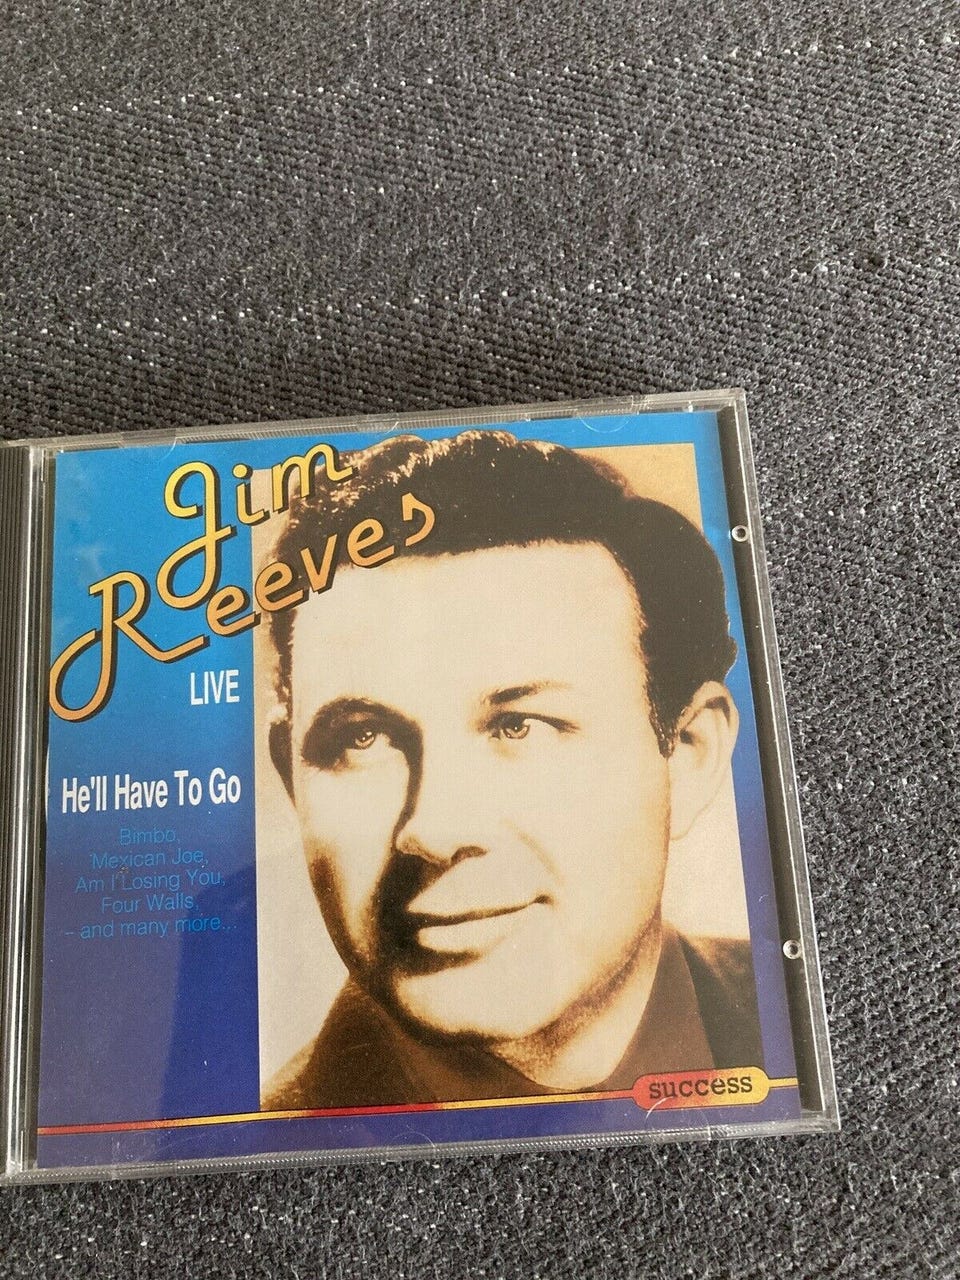 Jim
Reeves
LIVE
He'll Have To Go
Bimbo,
Mexican Joe,
Am I Losing You,
Four Walls,
– and many more...
success